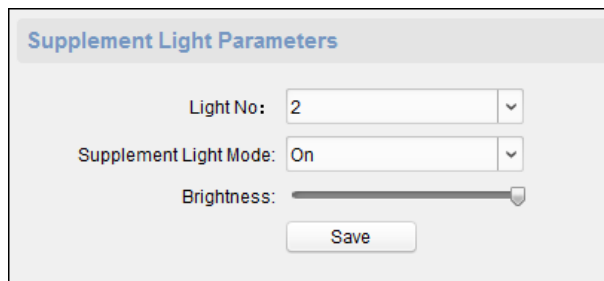 Supplement Light Parameters
Light No： 2
Supplement Light Mode: On
Brightness:
Save